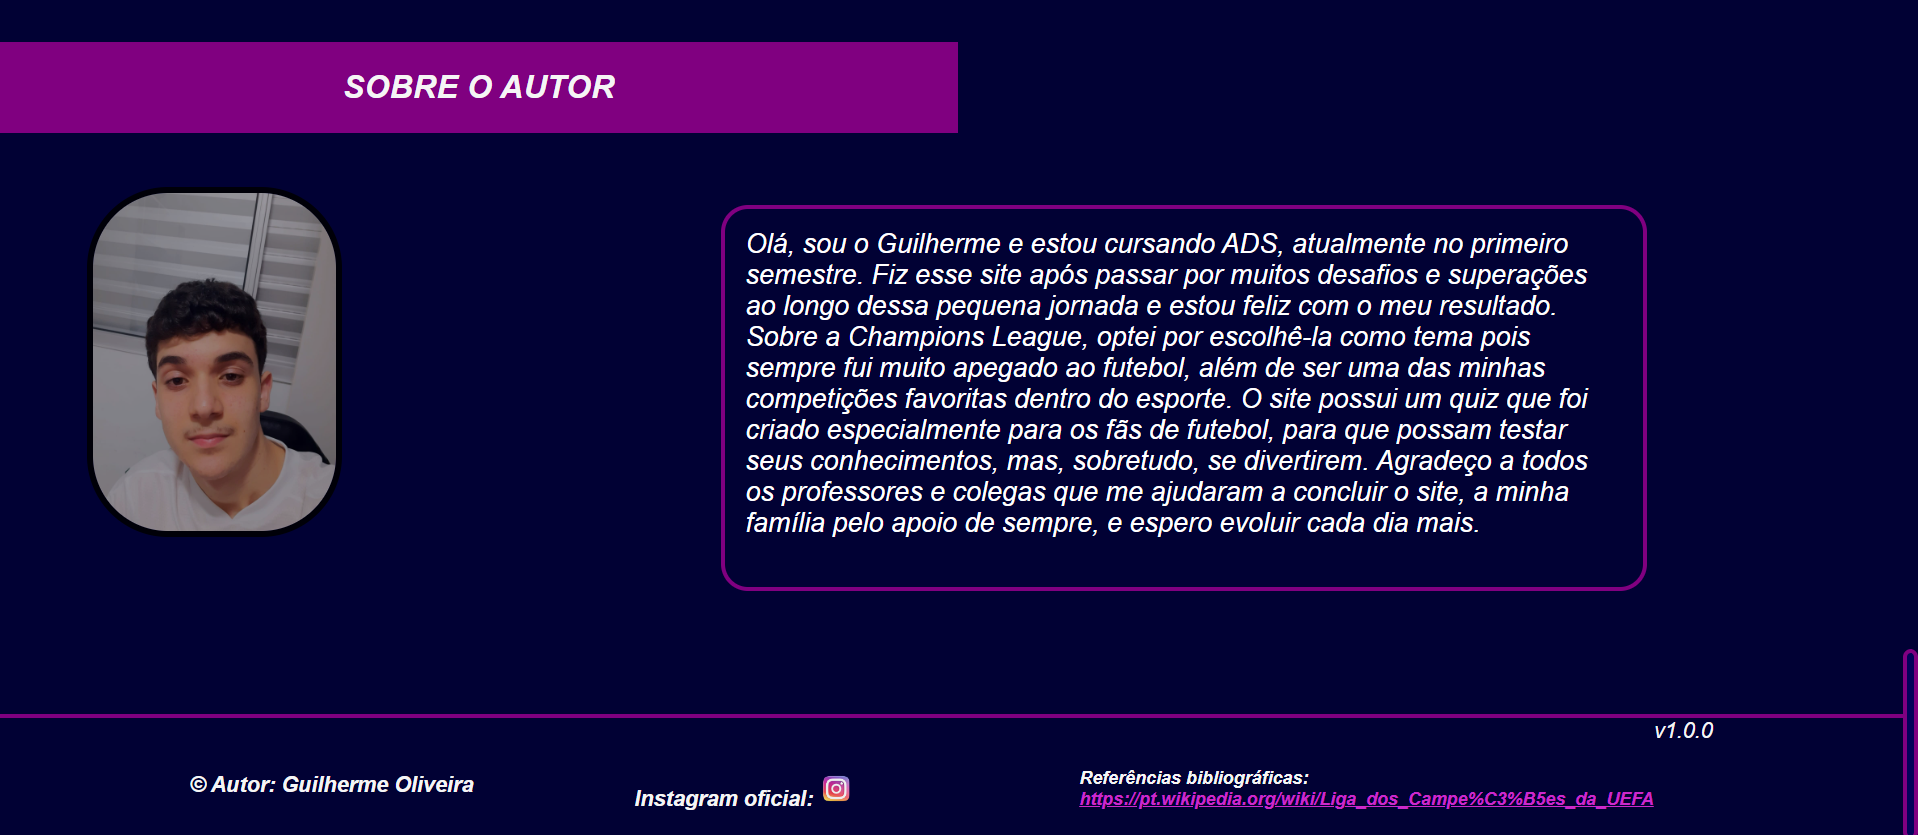 SOBRE O AUTOR
Olá, sou o Guilherme e estou cursando ADS, atualmente no primeiro
semestre. Fiz esse site após passar por muitos desafios e superações
ao longo dessa pequena jornada e estou feliz com o meu resultado.
Sobre a Champions League, optei por escolhê-la como tema pois
sempre fui muito apegado ao futebol, além de ser uma das minhas
competições favoritas dentro do esporte. O site possui um quiz que foi
criado especialmente para os fãs de futebol, para que possam testar
seus conhecimentos, mas, sobretudo, se divertirem. Agradeço a todos
os professores e colegas que me ajudaram a concluir o site, a minha
família pelo apoio de sempre, e espero evoluir cada dia mais.
v1.0.0
© Autor: Guilherme Oliveira
Instagram oficial:
Referências bibliográficas:
https://pt.wikipedia.org/wiki/Liga_dos_Campe%C3%B5es_da_UEFA